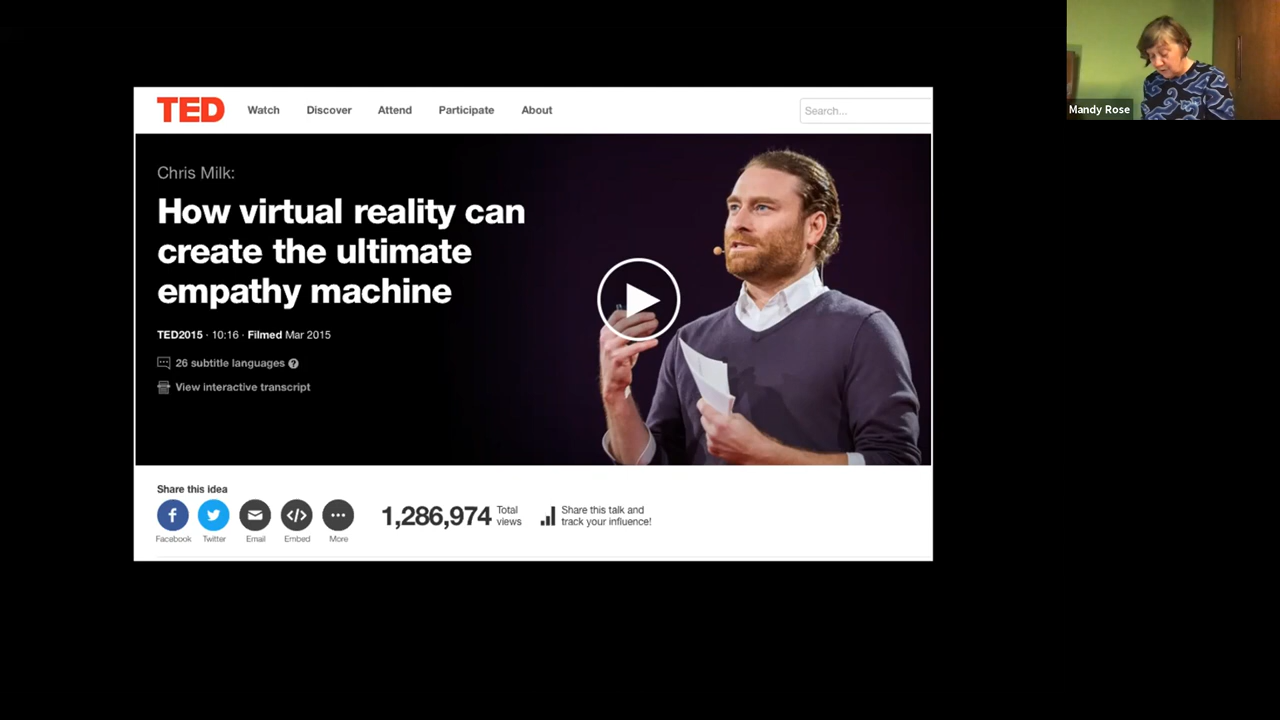 TED
Watch
Discover
Attend
Participate
About
Search...
Chris Milk:
How virtual reality can
create the ultimate
empathy machine
TED2015 · 10:16 · Filmed Mar 2015
26 subtitle languages ?
View interactive transcript
Share this idea
Facebook
Twitter
Email
Embed
More
1,286,974
Total
views
Share this talk and
track your influence!
Mandy Rose